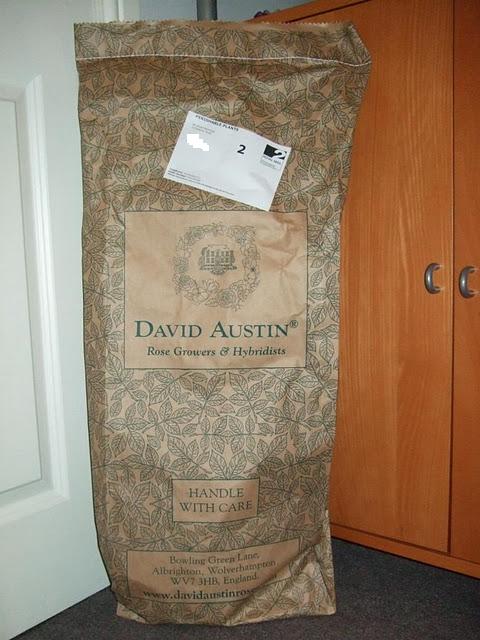 PERISHABLE PLANTS
2
2
DAVID AUSTIN®
Rose Growers & Hybridists
HANDLE
WITH CARE
Bowling Green Lane,
Albrighton, Wolverhampton
WV7 3HB, England.
www.davidaustinros